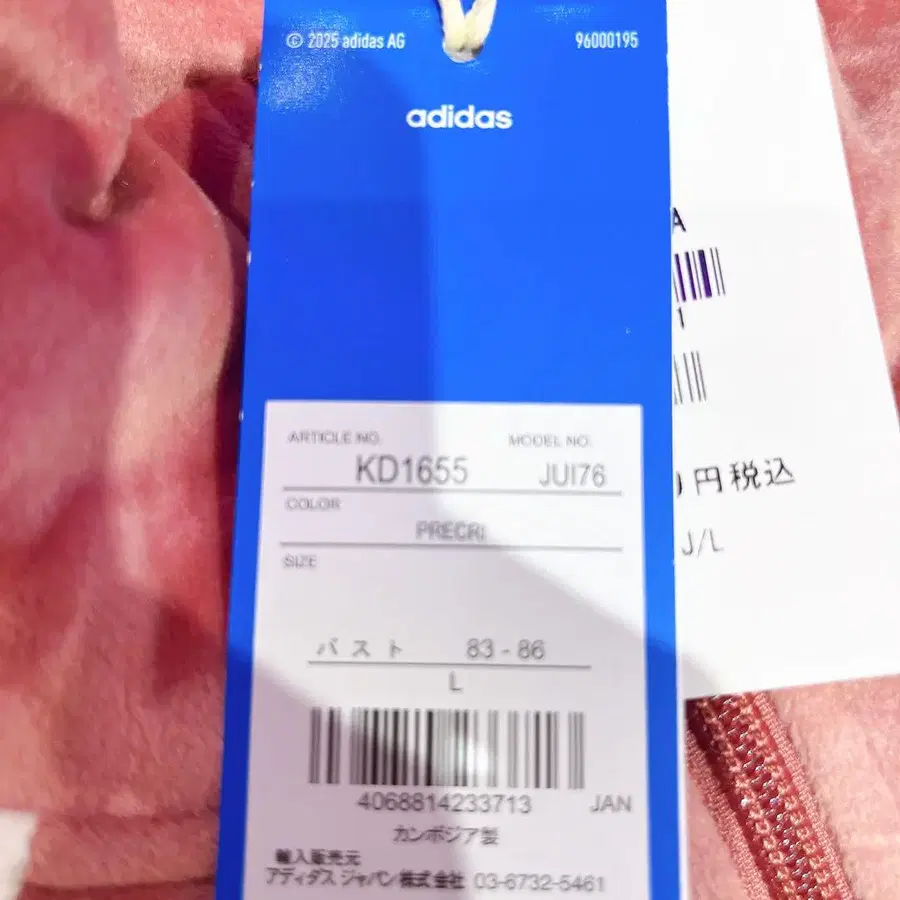 © 2025 adidas AG 96000195
adidas
ARTICLE NO. MODEL NO.
KD1655 JUI76
COLOR
PRECRI
SIZE
バスト 83 - 86
L
4068814233713 JAN
カンボジア製
輸入販売元
アディダス ジャパン株式会社 03-6732-5461
A
1
円税込
J/L